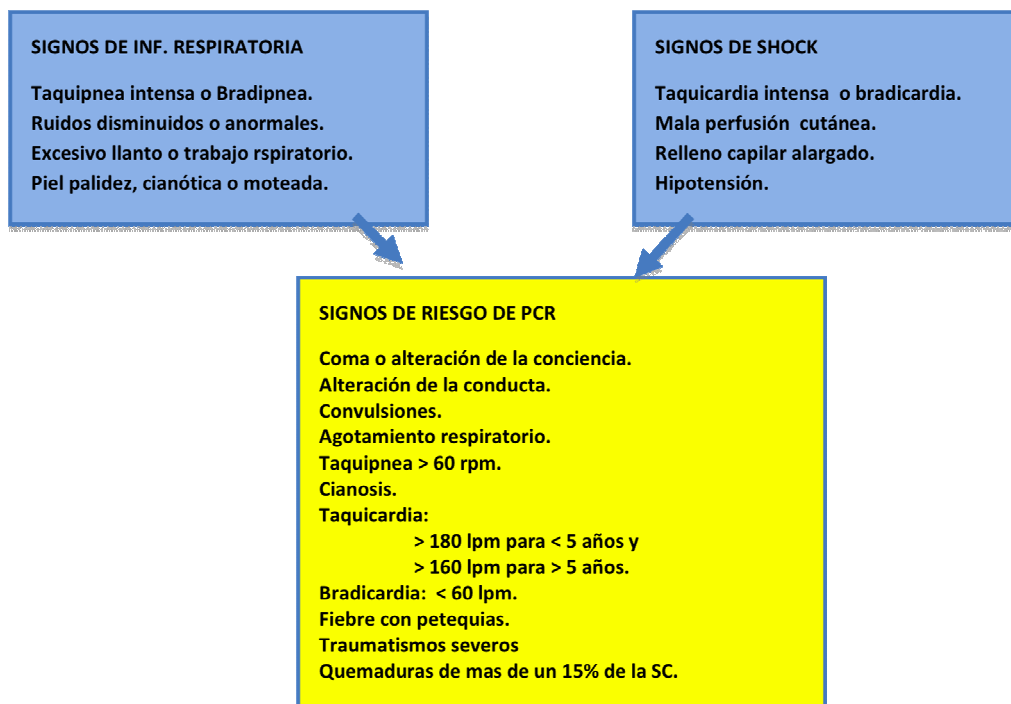 SIGNOS DE INF. RESPIRATORIA
Taquipnea intensa o Bradipnea.
Ruidos disminuidos o anormales.
Excesivo llanto o trabajo rspiratorio.
Piel palidez, cianótica o moteada.
SIGNOS DE SHOCK
Taquicardia intensa o bradicardia.
Mala perfusión cutánea.
Relleno capilar alargado.
Hipotensión.
SIGNOS DE RIESGO DE PCR
Coma o alteración de la conciencia.
Alteración de la conducta.
Convulsiones.
Agotamiento respiratorio.
Taquipnea > 60 rpm.
Cianosis.
Taquicardia:
> 180 lpm para < 5 años y
> 160 lpm para > 5 años.
Bradicardia: < 60 lpm.
Fiebre con petequias.
Traumatismos severos
Quemaduras de mas de un 15% de la SC.